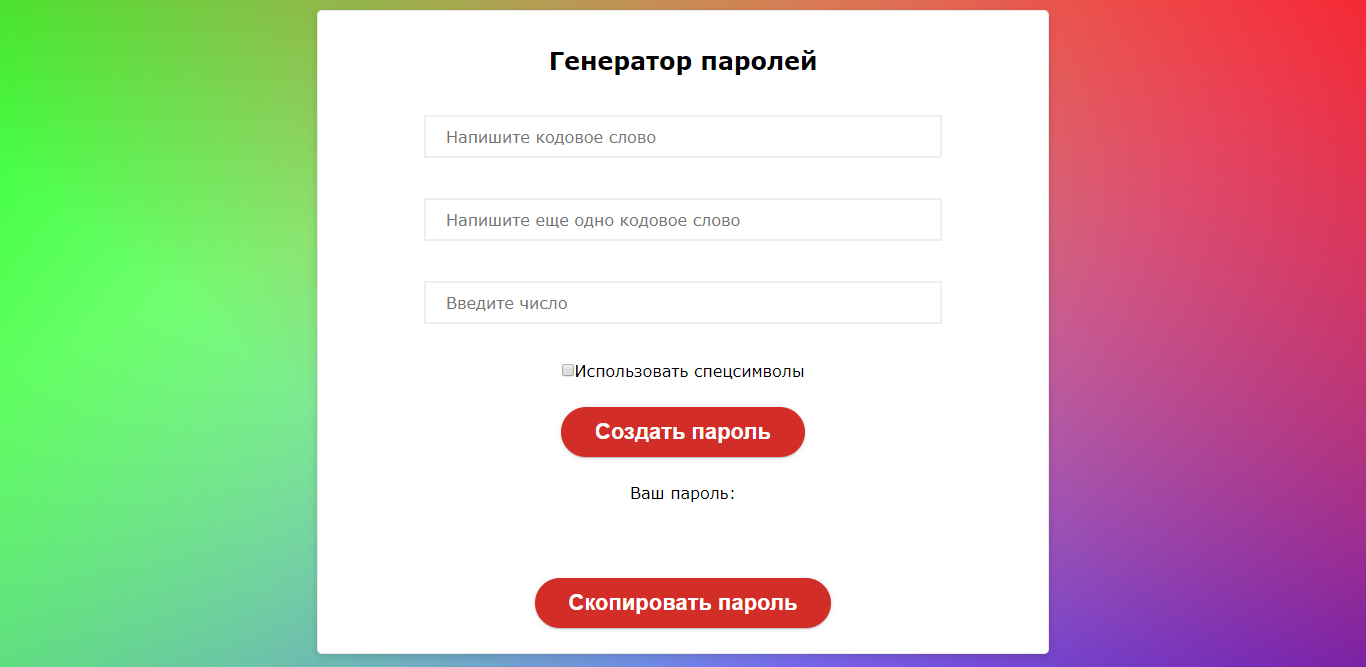 Генератор паролей
Напишите кодовое слово
Напишите еще одно кодовое слово
Введите число
Использовать спецсимволы
Создать пароль
Ваш пароль:
Скопировать пароль